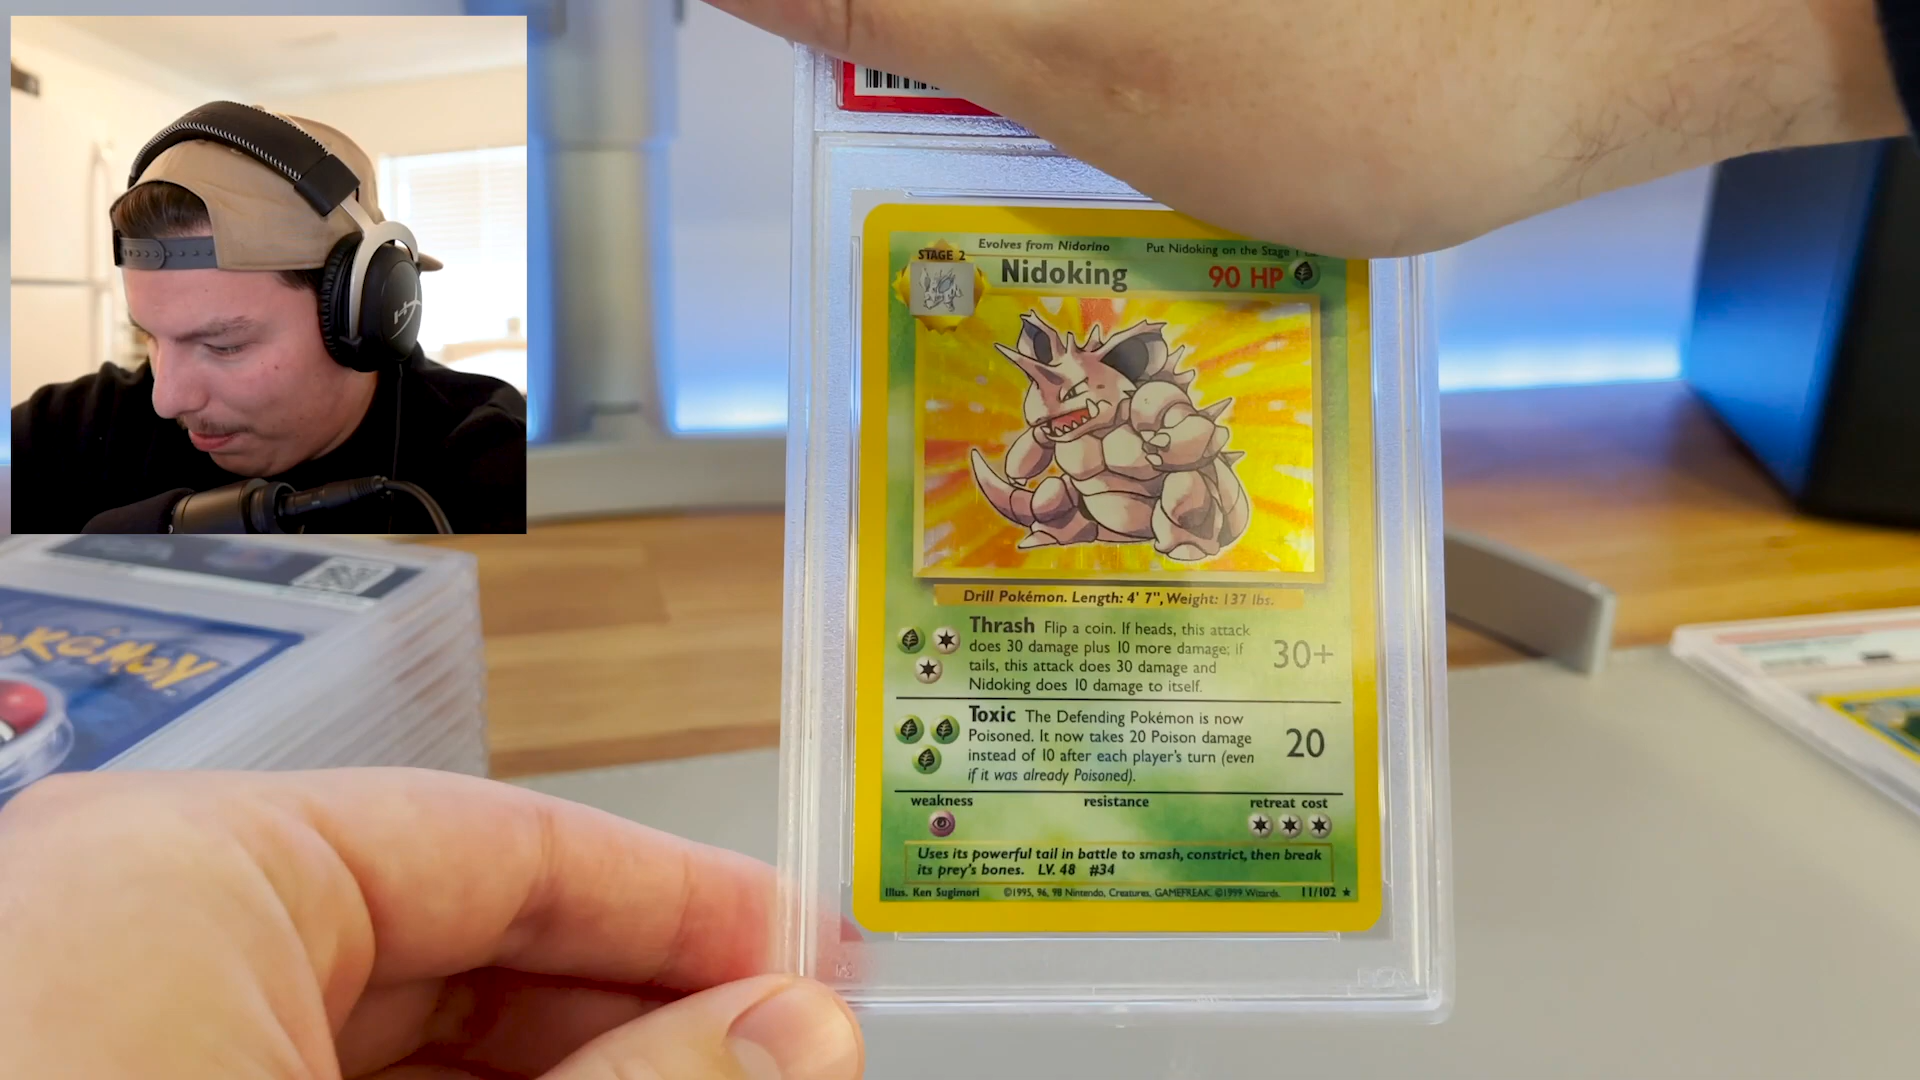 Evolves from Nidorino
Put Nidoking on the Stage 1
STAGE 2
Nidoking
90 HP
Drill Pokémon. Length: 4' 7", Weight: 137 lbs.
Thrash Flip a coin. If heads, this attack
does 30 damage plus 10 more damage; if
tails, this attack does 30 damage and
Nidoking does 10 damage to itself.
30+
Toxic The Defending Pokémon is now
Poisoned. It now takes 20 Poison damage
instead of 10 after each player's turn (even
if it was already Poisoned).
20
weakness resistance retreat cost
Uses its powerful tail in battle to smash, constrict, then break
its prey's bones. LV. 48 #34
Illus. Ken Sugimori ©1995, 96, 98 Nintendo, Creatures, GAMEFREAK. ©1999 Wizards. 11/102 ★
POKéMON